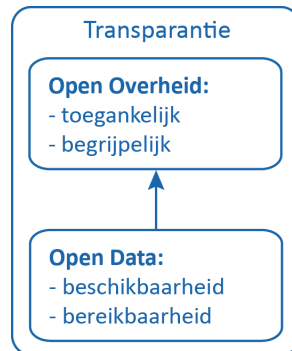 Transparantie
Open Overheid:
- toegankelijk
- begrijpelijk
Open Data:
- beschikbaarheid
- bereikbaarheid